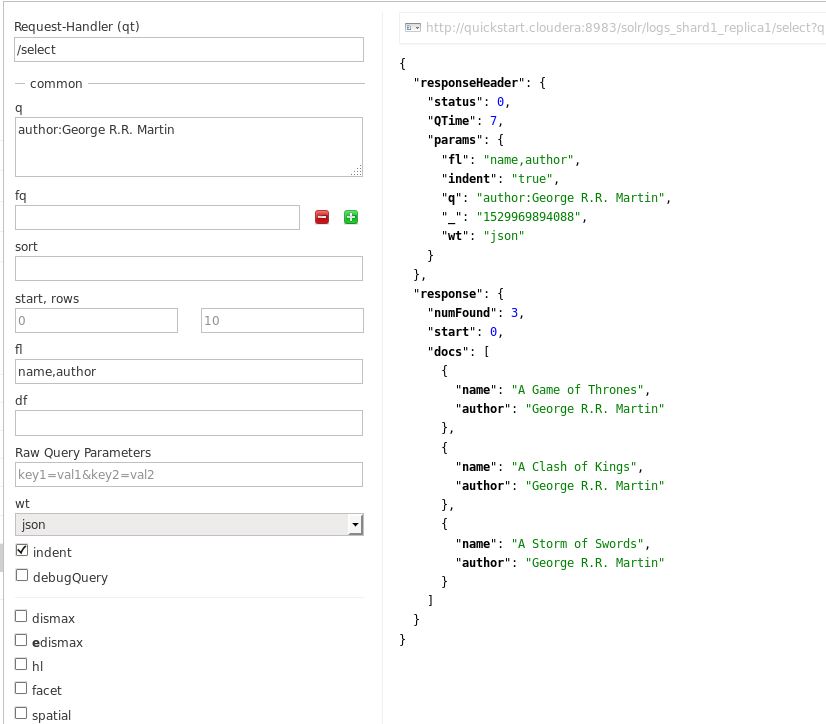 Request-Handler (qt)
/select
common
q
author:George R.R. Martin
fq
sort
start, rows
0 10
fl
name,author
df
Raw Query Parameters
key1=val1&key2=val2
wt
json
indent
debugQuery
dismax
edismax
hl
facet
spatial
http://quickstart.cloudera:8983/solr/logs_shard1_replica1/select?q
{
"responseHeader": {
"status": 0,
"QTime": 7,
"params": {
"fl": "name,author",
"indent": "true",
"q": "author:George R.R. Martin",
"_": "1529969894088",
"wt": "json"
}
},
"response": {
"numFound": 3,
"start": 0,
"docs": [
{
"name": "A Game of Thrones",
"author": "George R.R. Martin"
},
{
"name": "A Clash of Kings",
"author": "George R.R. Martin"
},
{
"name": "A Storm of Swords",
"author": "George R.R. Martin"
}
]
}
}